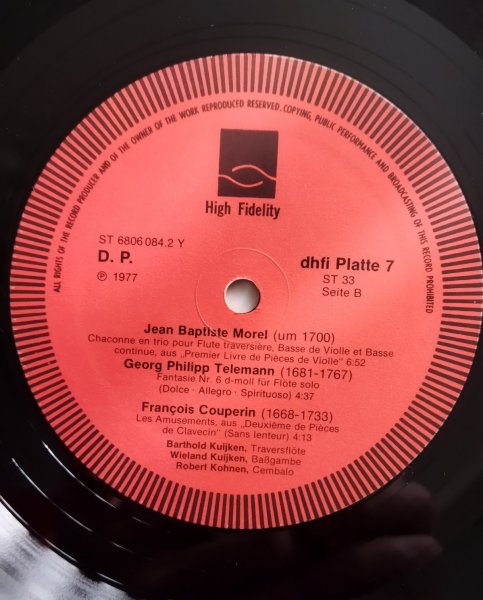 ALL RIGHTS OF THE RECORD PRODUCER AND OF THE OWNER OF THE WORK REPRODUCED RESERVED. COPYING, PUBLIC PERFORMANCE AND BROADCASTING OF THIS RECORD PROHIBITED
High Fidelity
ST 6806 084.2 Y
D. P.
℗ 1977
dhfi Platte 7
ST 33
Seite B
Jean Baptiste Morel (um 1700)
Chaconne en trio pour Flute traversière, Basse de Violle et Basse
continue, aus „Premier Livre de Pièces de Violle" 6:52
Georg Philipp Telemann (1681-1767)
Fantasie Nr. 6 d-moll für Flöte solo
(Dolce · Allegro · Spirituoso) 4:37
François Couperin (1668-1733)
Les Amusements, aus „Deuxième de Pièces
de Clavecin" (Sans lenteur) 4:13
Barthold Kuijken, Traversflöte
Wieland Kuijken, Baßgambe
Robert Kohnen, Cembalo